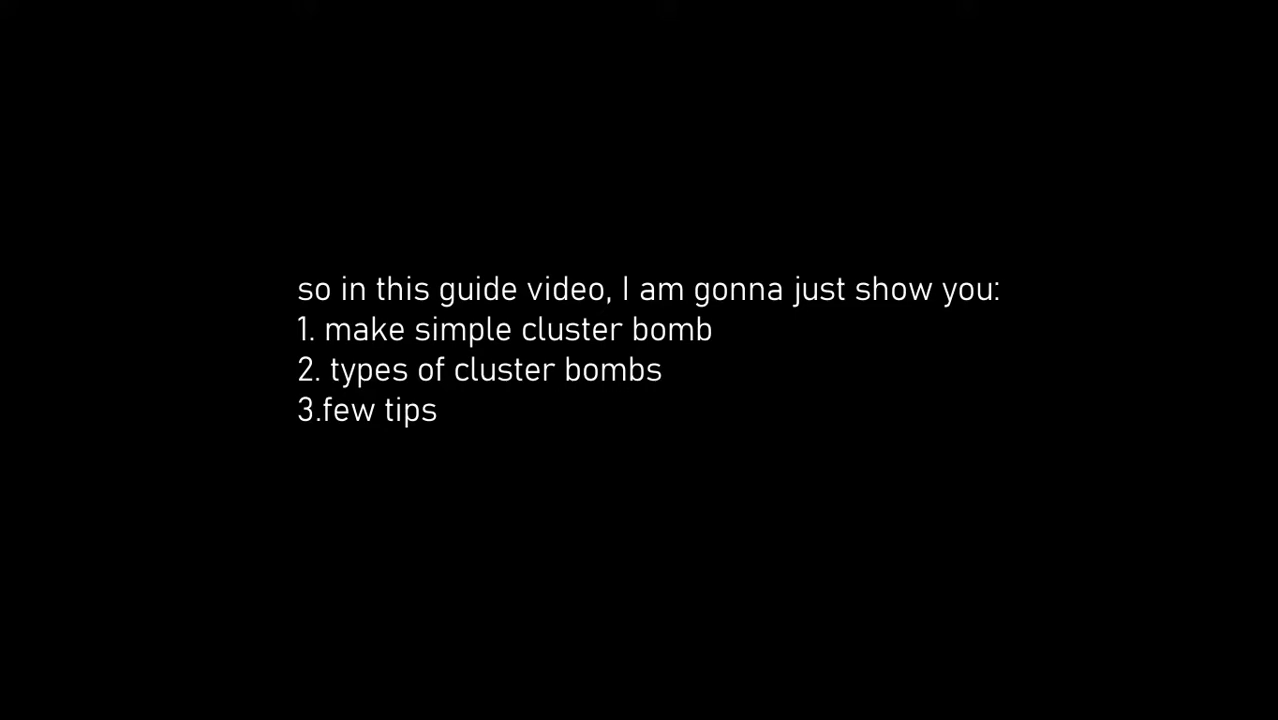 so in this guide video, I am gonna just show you:
1. make simple cluster bomb
2. types of cluster bombs
3.few tips